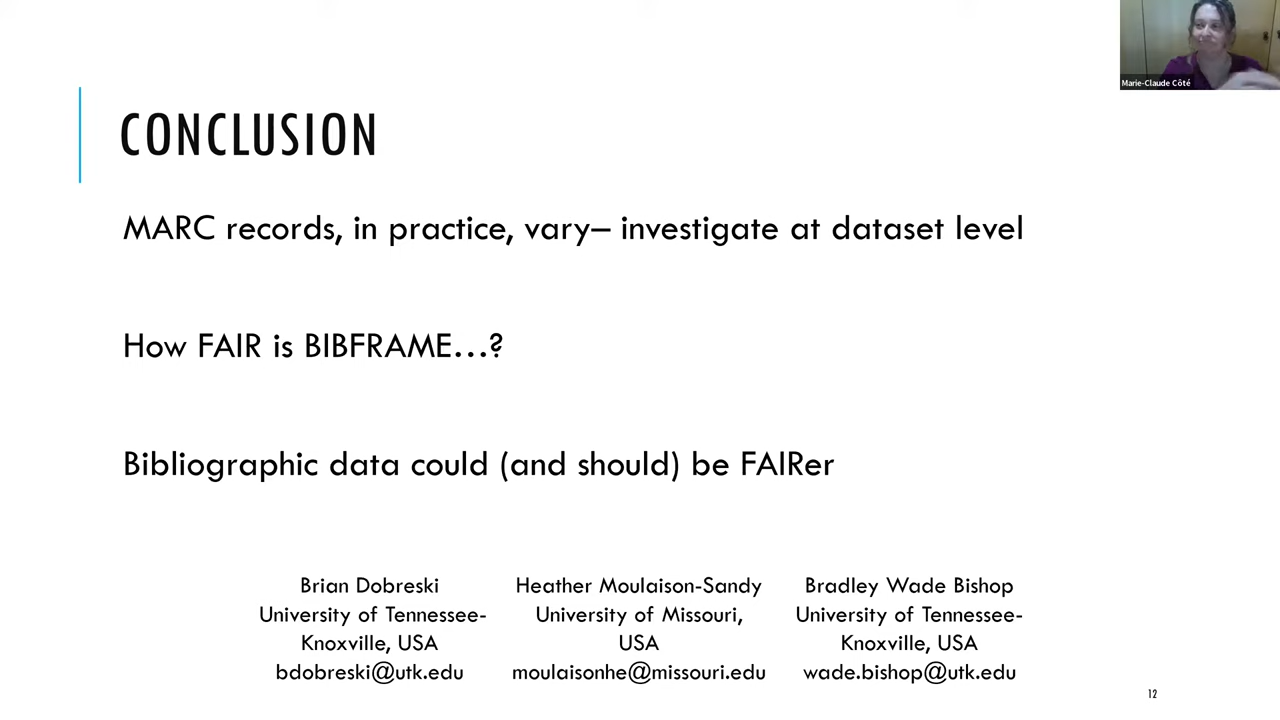 Marie-Claude Côté
CONCLUSION
MARC records, in practice, vary– investigate at dataset level
How FAIR is BIBFRAME…?
Bibliographic data could (and should) be FAIRer
Brian Dobreski
University of Tennessee-
Knoxville, USA
bdobreski@utk.edu
Heather Moulaison-Sandy
University of Missouri,
USA
moulaisonhe@missouri.edu
Bradley Wade Bishop
University of Tennessee-
Knoxville, USA
wade.bishop@utk.edu
12